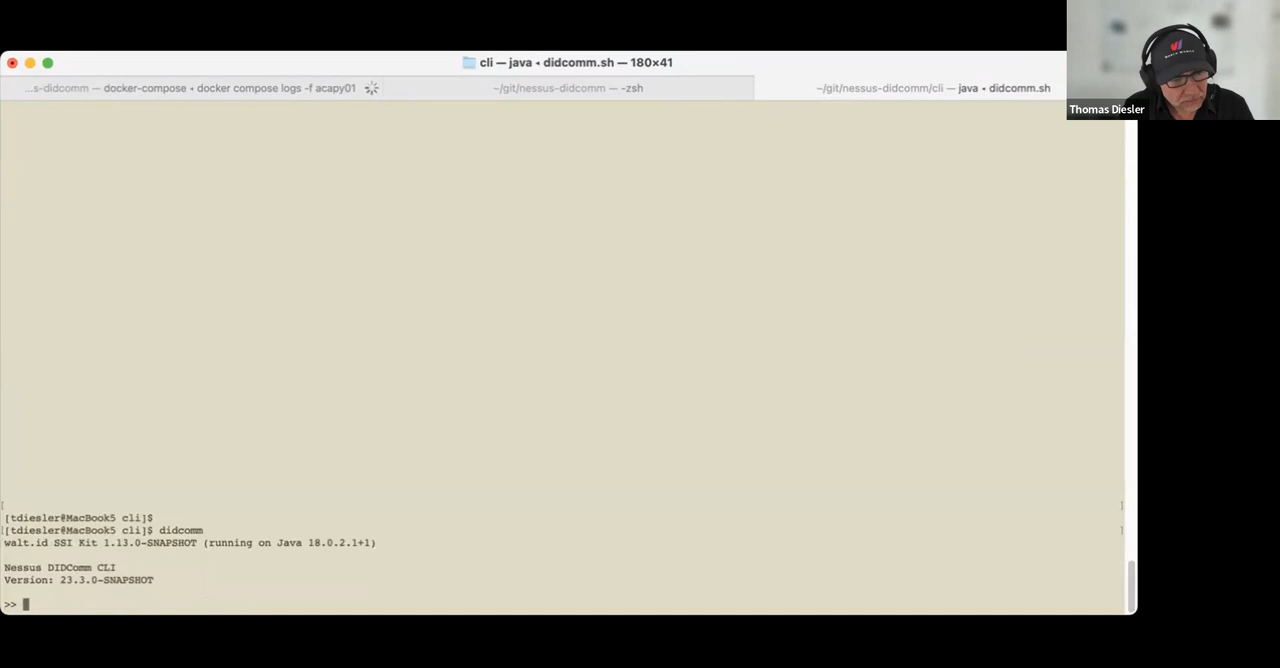 cli — java ◂ didcomm.sh — 180×41
...s-didcomm — docker-compose ◂ docker compose logs -f acapy01
~/git/nessus-didcomm — -zsh
~/git/nessus-didcomm/cli — java ◂ didcomm.sh
Thomas Diesler
[tdiesler@MacBook5 cli]$
[tdiesler@MacBook5 cli]$ didcomm
walt.id SSI Kit 1.13.0-SNAPSHOT (running on Java 18.0.2.1+1)
Nessus DIDComm CLI
Version: 23.3.0-SNAPSHOT
>>